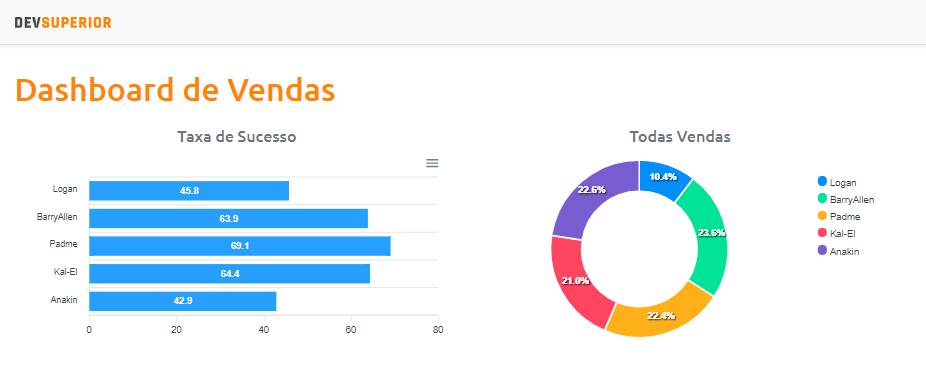 DEVSUPERIOR
Dashboard de Vendas
Taxa de Sucesso
Logan
45.8
BarryAllen
63.9
Padme
69.1
Kal-El
64.4
Anakin
42.9
0 20 40 60 80
Todas Vendas
10.4%
23.6%
22.4%
21.0%
22.6%
Logan
BarryAllen
Padme
Kal-El
Anakin